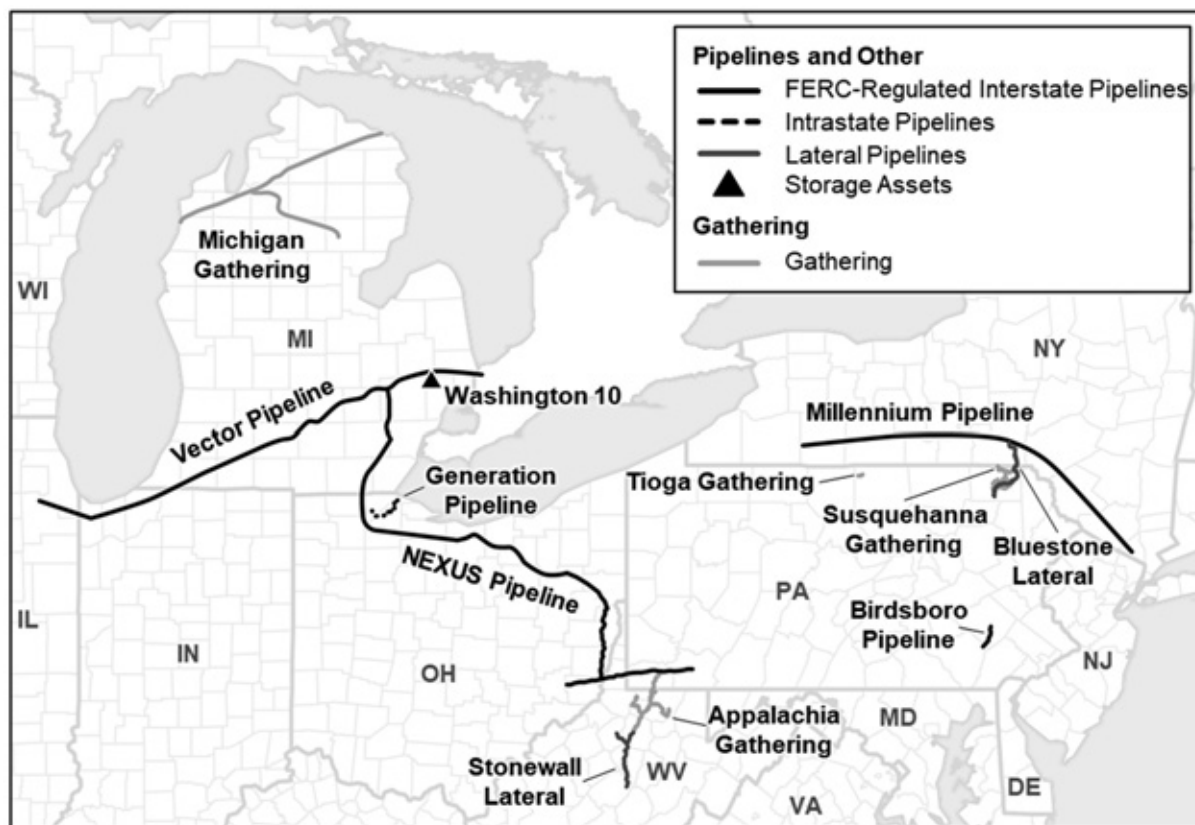 Pipelines and Other
FERC-Regulated Interstate Pipelines
Intrastate Pipelines
Lateral Pipelines
Storage Assets
Gathering
Gathering
Michigan
Gathering
WI
MI
NY
Washington 10
Vector Pipeline
Millennium Pipeline
Generation
Pipeline
Tioga Gathering
Susquehanna
Gathering
Bluestone
Lateral
NEXUS Pipeline
PA
Birdsboro
Pipeline
IL
IN
OH
NJ
Appalachia
Gathering
MD
Stonewall
Lateral
WV
VA
DE